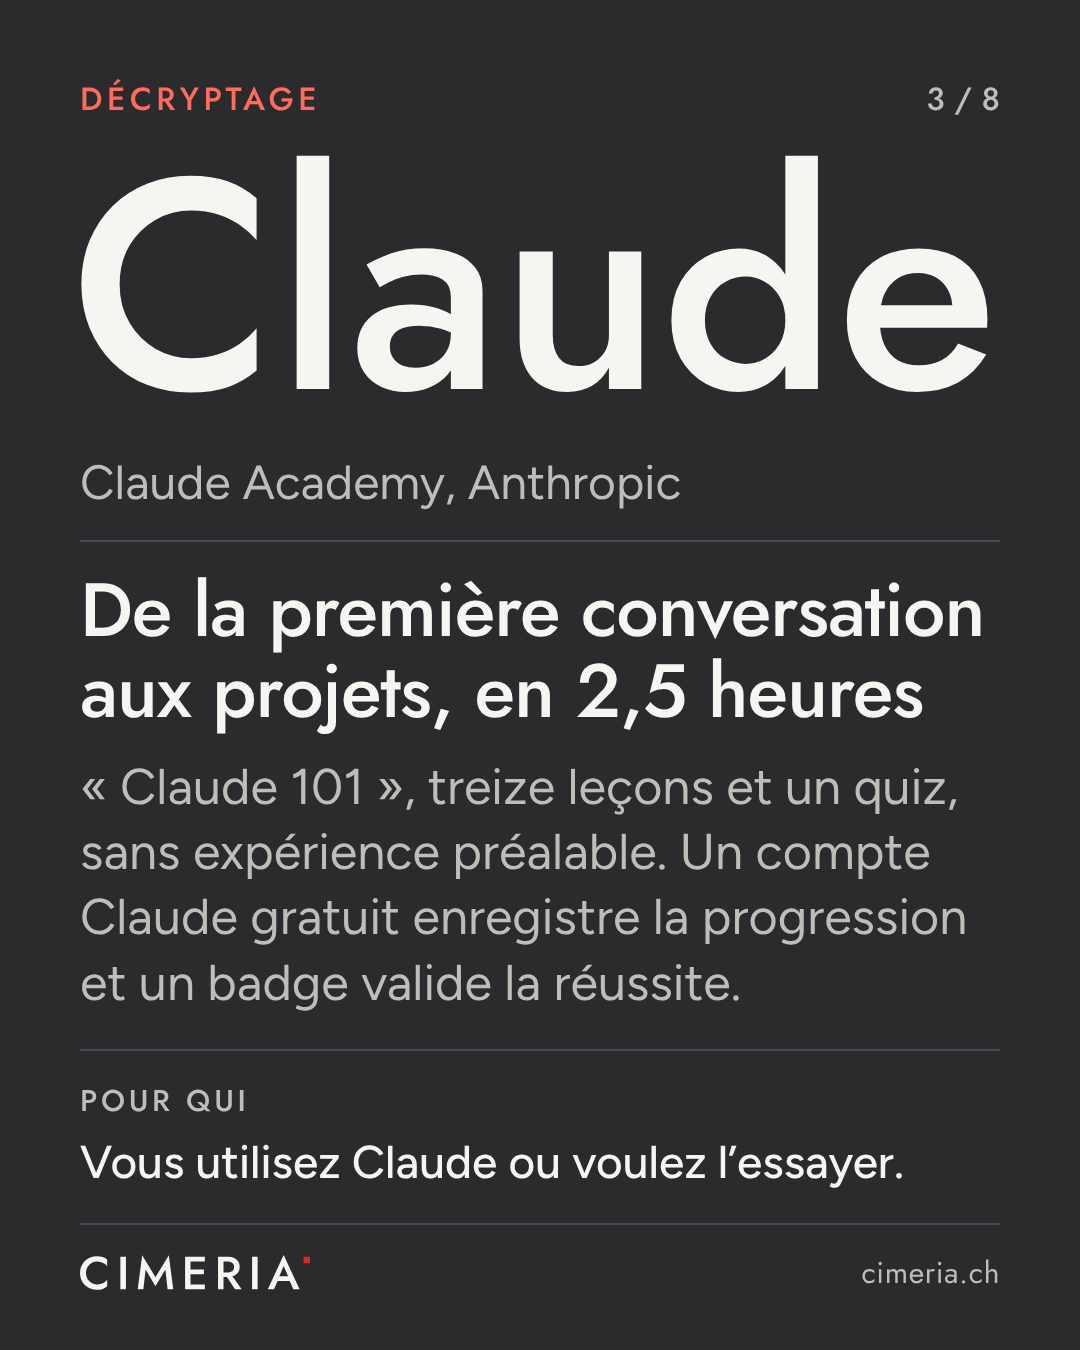 DÉCRYPTAGE
3 / 8
Claude
Claude Academy, Anthropic
De la première conversation
aux projets, en 2,5 heures
« Claude 101 », treize leçons et un quiz,
sans expérience préalable. Un compte
Claude gratuit enregistre la progression
et un badge valide la réussite.
POUR QUI
Vous utilisez Claude ou voulez l’essayer.
CIMERIA
cimeria.ch